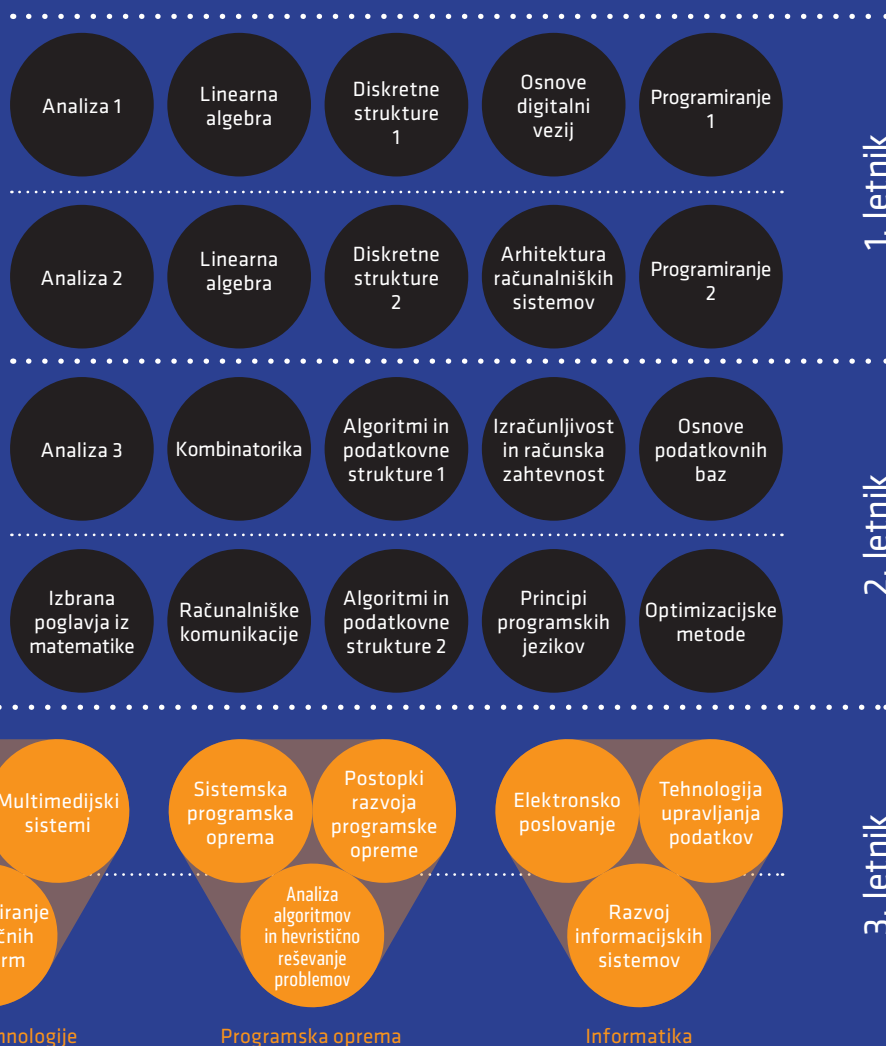 Analiza 1
Linearna
algebra
Diskretne
strukture
1
Osnove
digitalni
vezij
Programiranje
1
1. letnik
Analiza 2
Linearna
algebra
Diskretne
strukture
2
Arhitektura
računalniških
sistemov
Programiranje
2
Analiza 3
Kombinatorika
Algoritmi in
podatkovne
strukture 1
Izračunljivost
in računska
zahtevnost
Osnove
podatkovnih
baz
2. letnik
Izbrana
poglavja iz
matematike
Računalniške
komunikacije
Algoritmi in
podatkovne
strukture 2
Principi
programskih
jezikov
Optimizacijske
metode
Multimedijski
sistemi
Sistemska
programska
oprema
Postopki
razvoja
programske
opreme
Elektronsko
poslovanje
Tehnologija
upravljanja
podatkov
3. letnik
Analiza
algoritmov
in hevristično
reševanje
problemov
Razvoj
informacijskih
sistemov
Programska oprema
Informatika